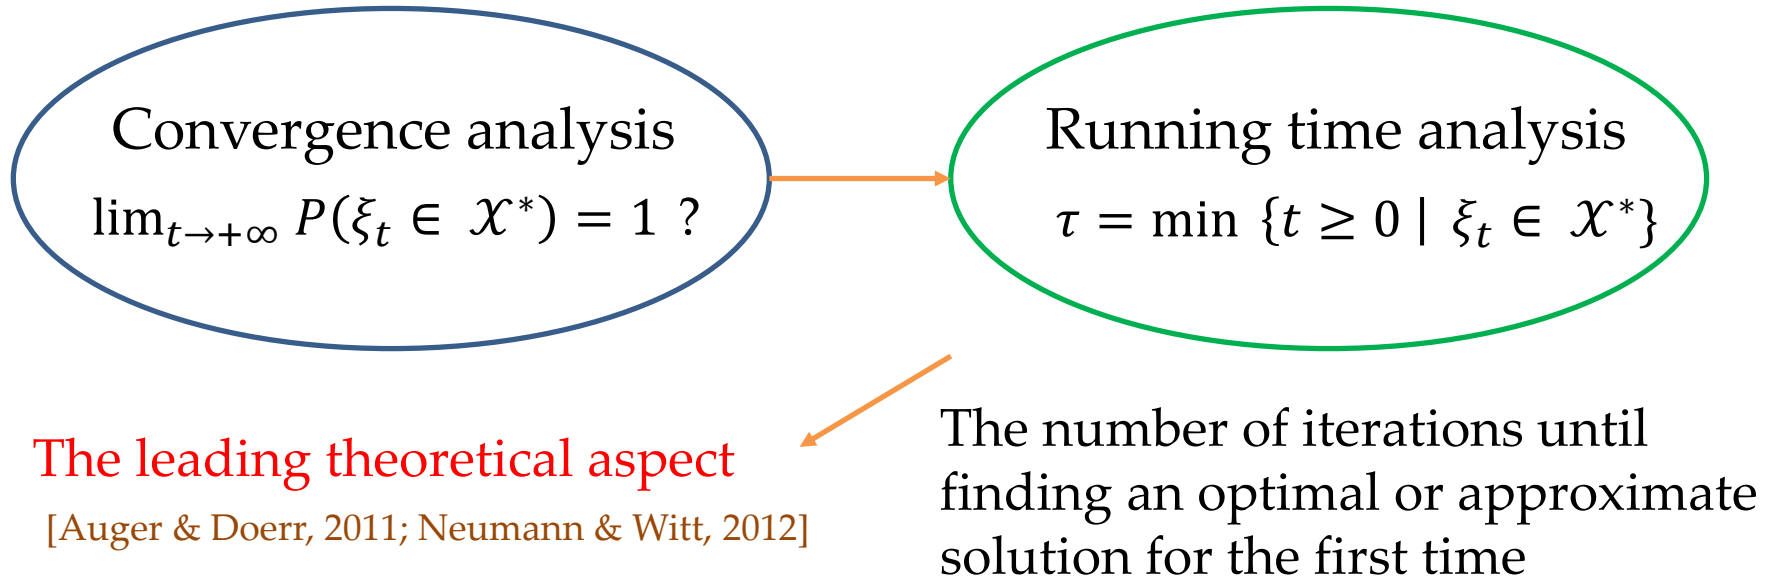 Convergence analysis
lim_{t→+∞} P(ξ_t ∈ 𝒳*) = 1 ?
Running time analysis
τ = min {t ≥ 0 | ξ_t ∈ 𝒳*}
The leading theoretical aspect
[Auger & Doerr, 2011; Neumann & Witt, 2012]
The number of iterations until
finding an optimal or approximate
solution for the first time